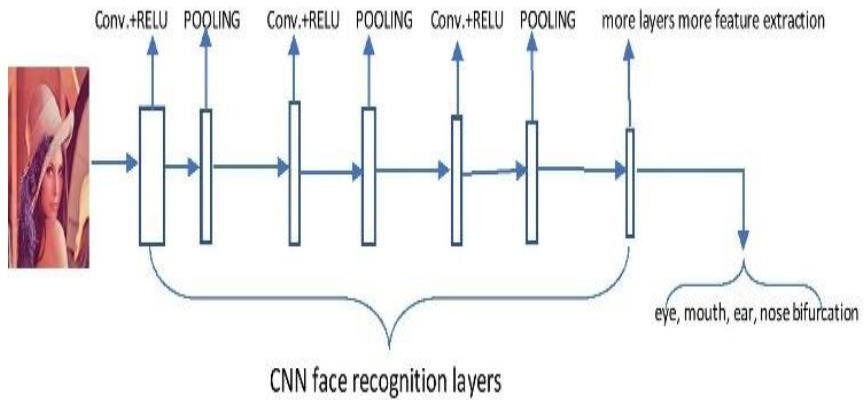 Conv.+RELU POOLING Conv.+RELU POOLING Conv.+RELU POOLING more layers more feature extraction
eye, mouth, ear, nose bifurcation
CNN face recognition layers